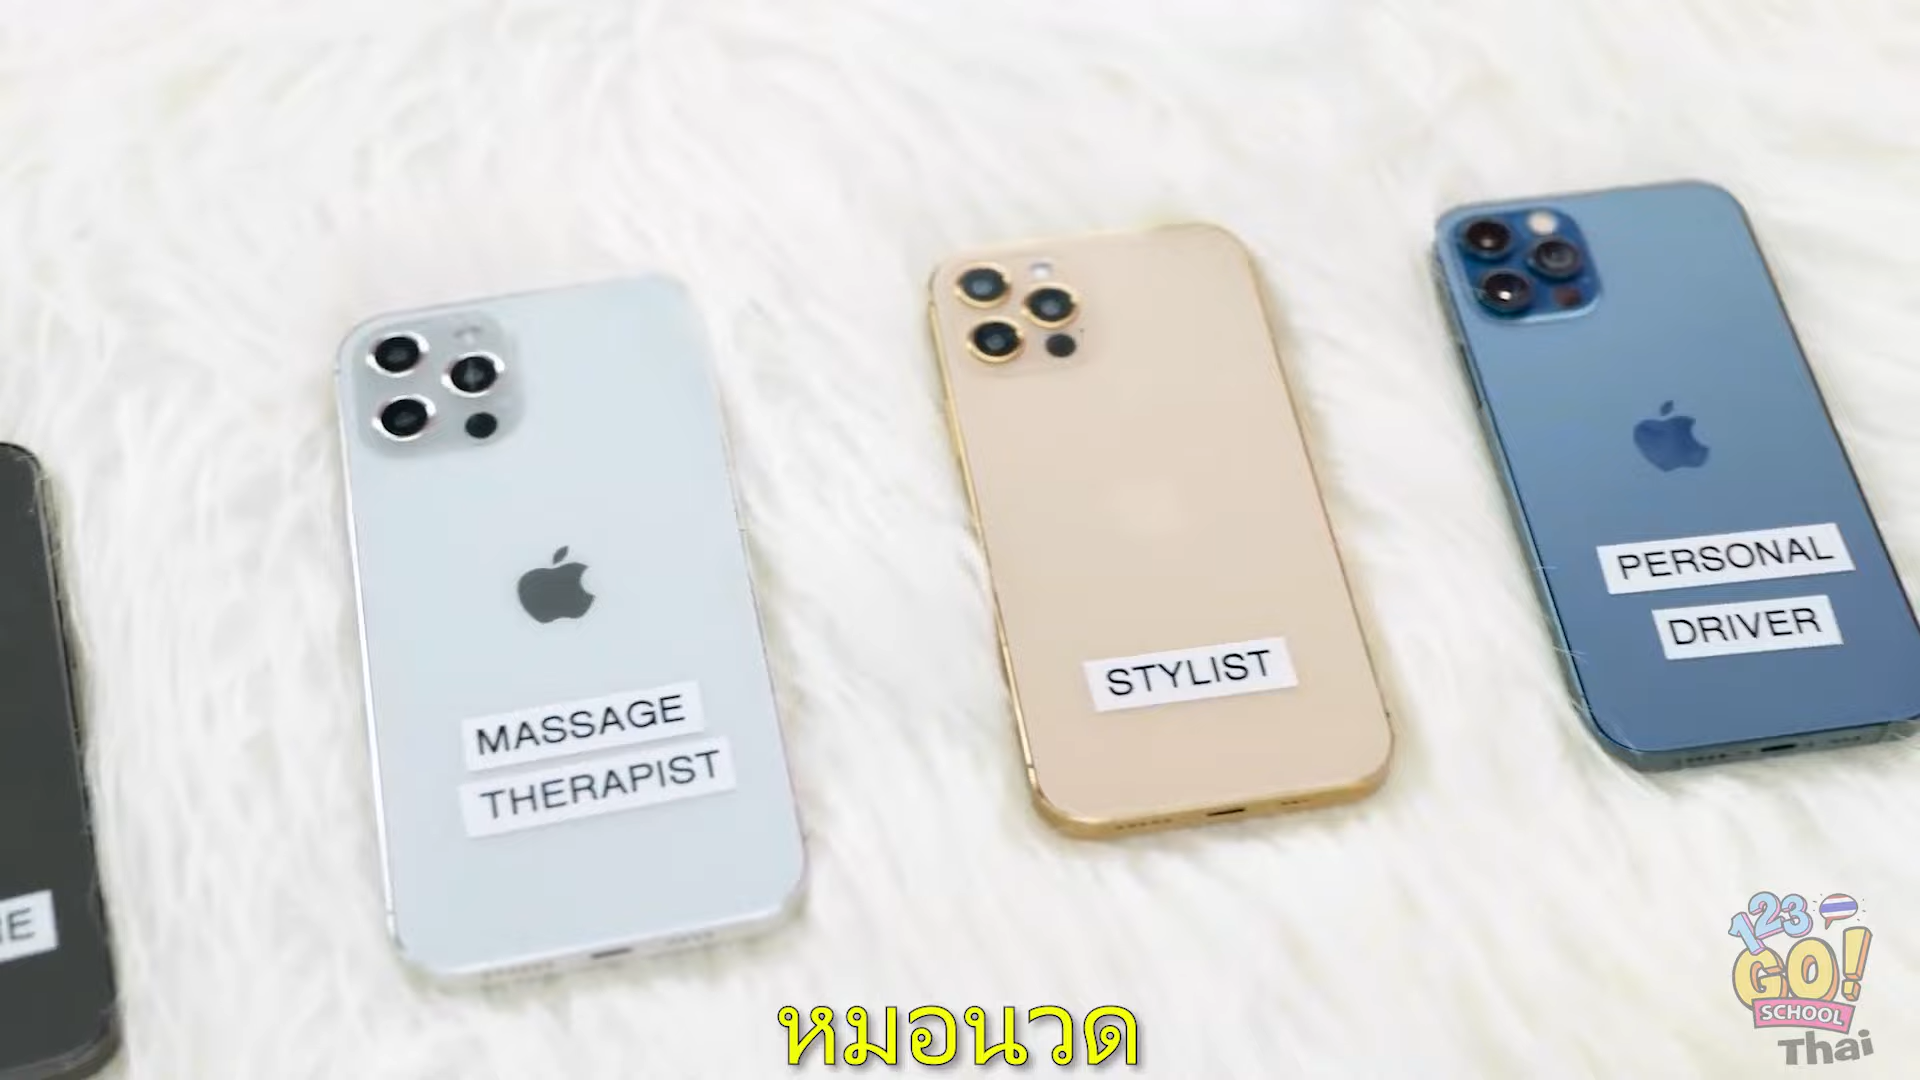 MASSAGE
THERAPIST
STYLIST
PERSONAL
DRIVER
หมอนวด
123
GO!
SCHOOL
Thai